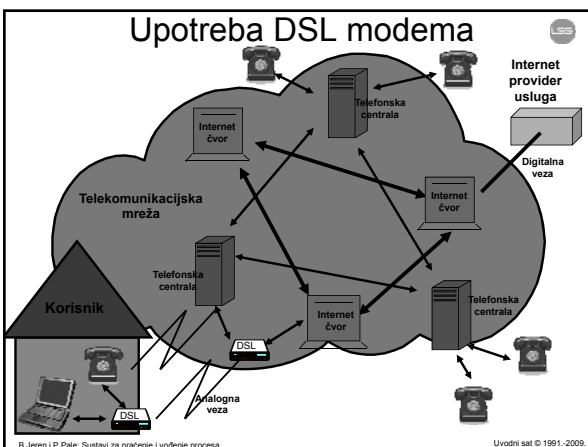 Upotreba DSL modema
LSS
Internet
provider
usluga
Telefonska
centrala
Internet
čvor
Digitalna
veza
Internet
čvor
Telekomunikacijska
mreža
Telefonska
centrala
Korisnik
Internet
čvor
Telefonska
centrala
DSL
Analogna
veza
DSL
B.Jeren i P.Pale: Sustavi za praćenje i vođenje procesa
Uvodni sat © 1991.-2009.